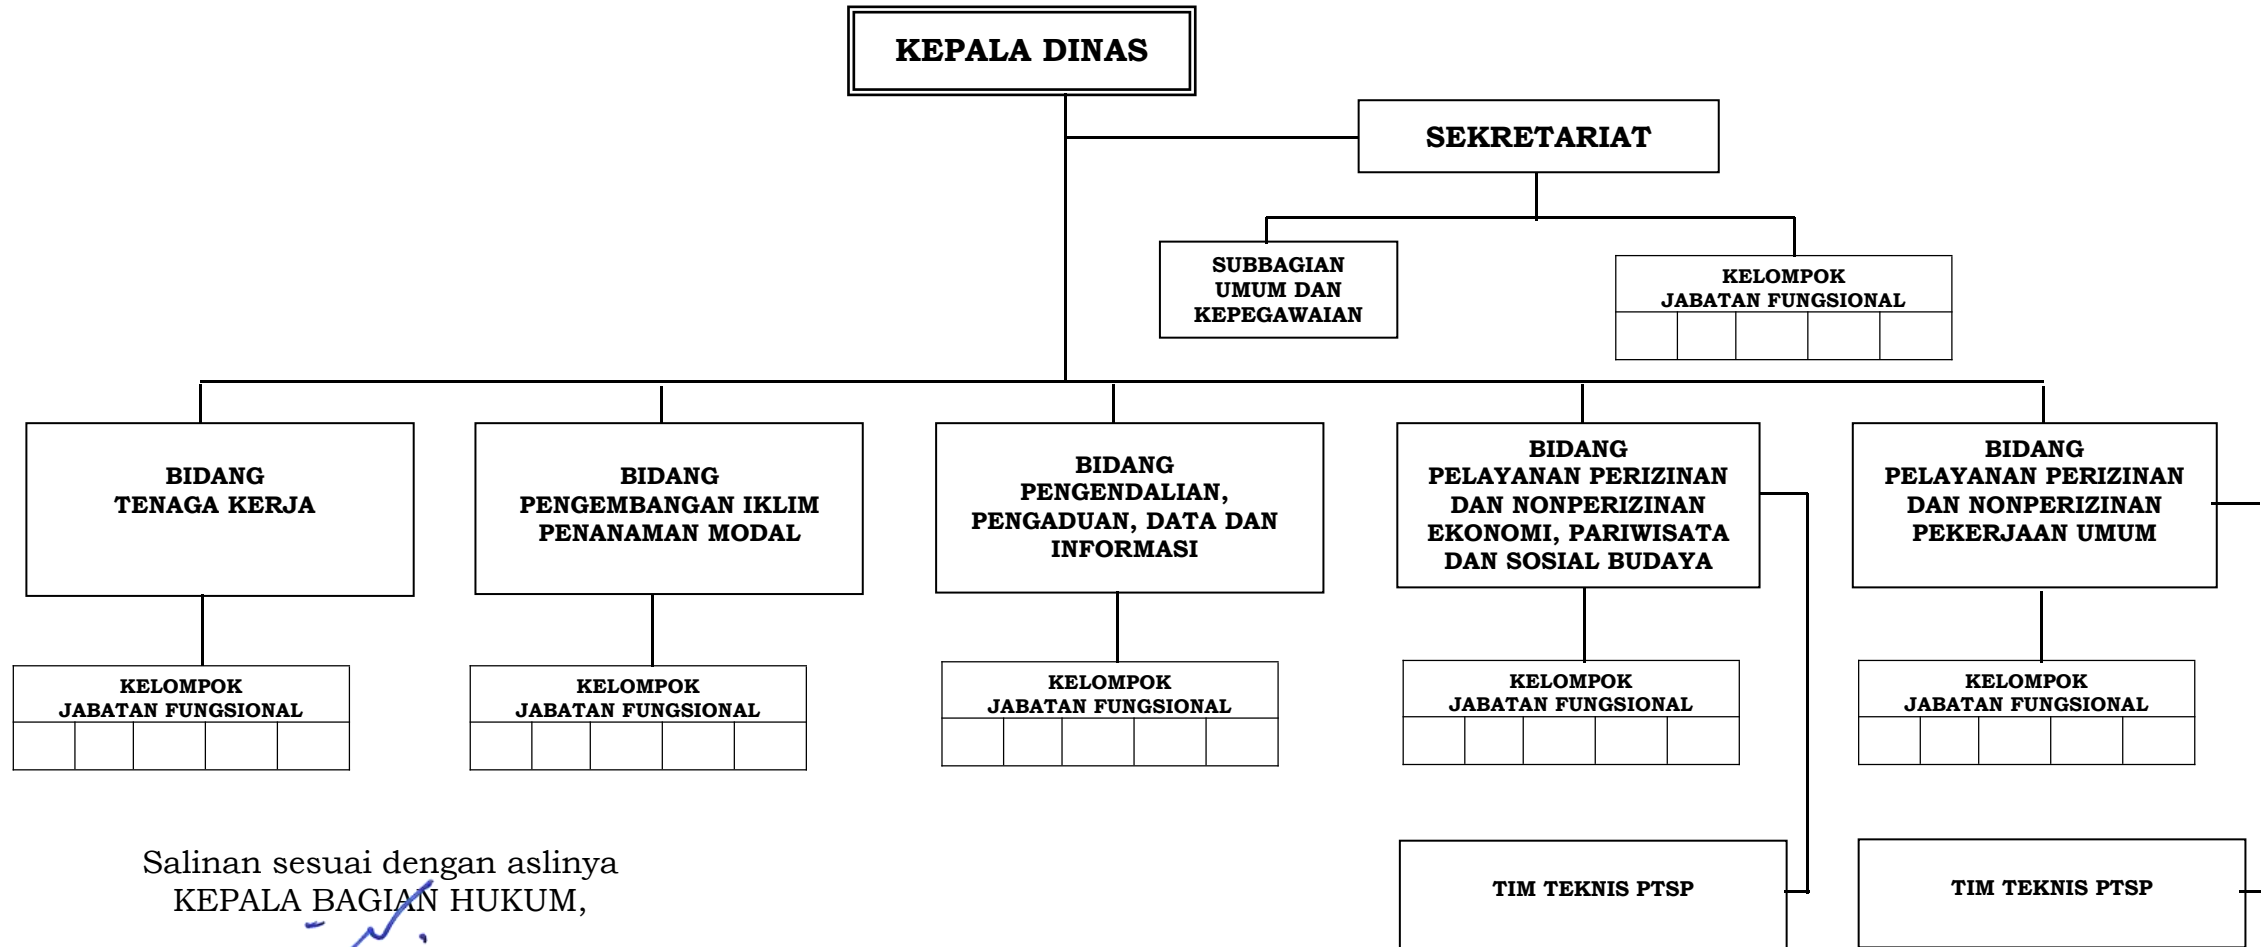 KEPALA DINAS
SEKRETARIAT
SUBBAGIAN
UMUM DAN
KEPEGAWAIAN
KELOMPOK
JABATAN FUNGSIONAL
BIDANG
TENAGA KERJA
BIDANG
PENGEMBANGAN IKLIM
PENANAMAN MODAL
BIDANG
PENGENDALIAN,
PENGADUAN, DATA DAN
INFORMASI
BIDANG
PELAYANAN PERIZINAN
DAN NONPERIZINAN
EKONOMI, PARIWISATA
DAN SOSIAL BUDAYA
BIDANG
PELAYANAN PERIZINAN
DAN NONPERIZINAN
PEKERJAAN UMUM
KELOMPOK
JABATAN FUNGSIONAL
KELOMPOK
JABATAN FUNGSIONAL
KELOMPOK
JABATAN FUNGSIONAL
KELOMPOK
JABATAN FUNGSIONAL
KELOMPOK
JABATAN FUNGSIONAL
TIM TEKNIS PTSP
TIM TEKNIS PTSP
Salinan sesuai dengan aslinya
KEPALA BAGIAN HUKUM,